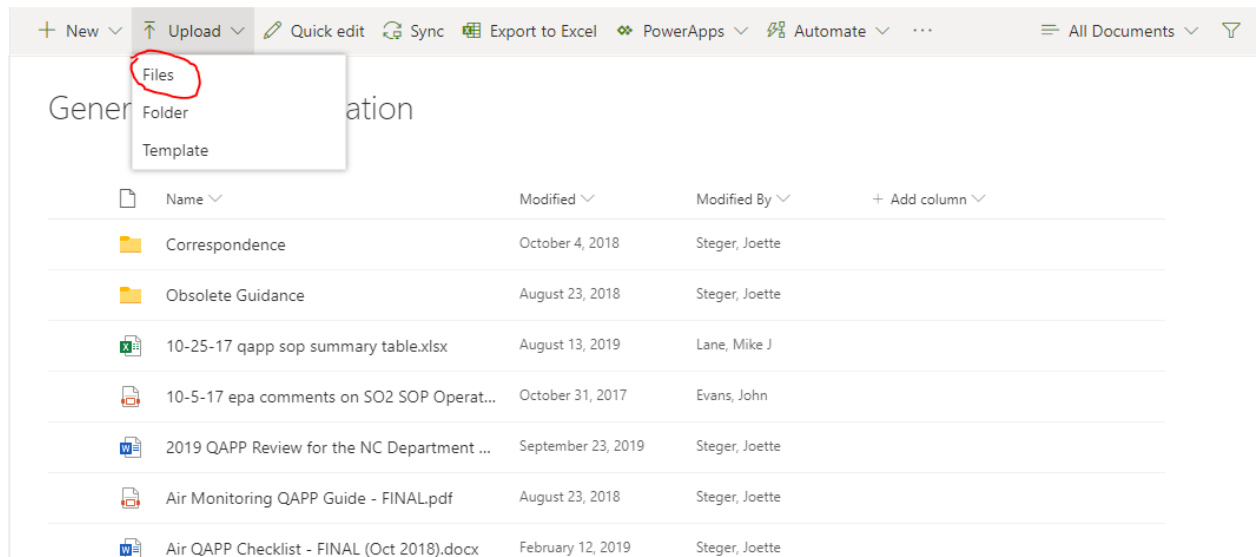 + New Upload Quick edit Sync Export to Excel PowerApps Automate ... All Documents
Files
Gener ation
Folder
Template
Name Modified Modified By + Add column
Correspondence October 4, 2018 Steger, Joette
Obsolete Guidance August 23, 2018 Steger, Joette
10-25-17 qapp sop summary table.xlsx August 13, 2019 Lane, Mike J
10-5-17 epa comments on SO2 SOP Operat... October 31, 2017 Evans, John
2019 QAPP Review for the NC Department ... September 23, 2019 Steger, Joette
Air Monitoring QAPP Guide - FINAL.pdf August 23, 2018 Steger, Joette
Air QAPP Checklist - FINAL (Oct 2018).docx February 12, 2019 Steger, Joette